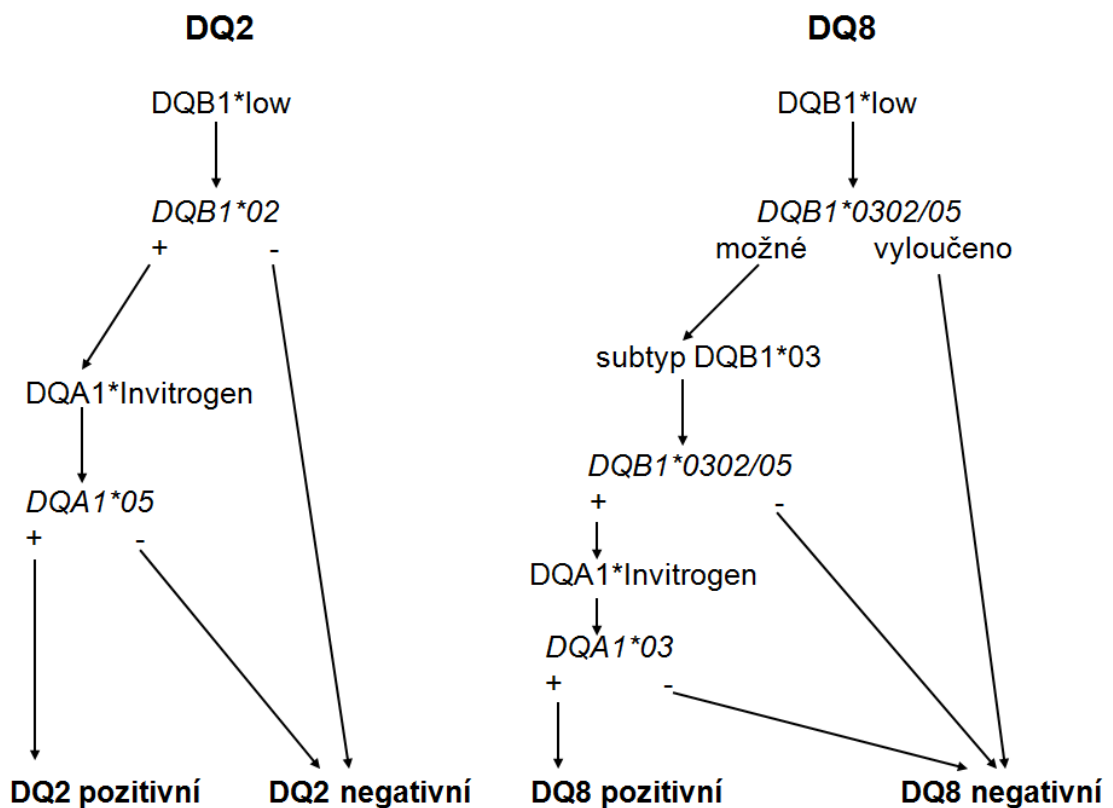 DQ2
DQB1*low
DQB1*02
+ -
DQA1*Invitrogen
DQA1*05
+ -
DQ2 pozitivní DQ2 negativní
DQ8
DQB1*low
DQB1*0302/05
možné vyloučeno
subtyp DQB1*03
DQB1*0302/05
+ -
DQA1*Invitrogen
DQA1*03
+ -
DQ8 pozitivní DQ8 negativní